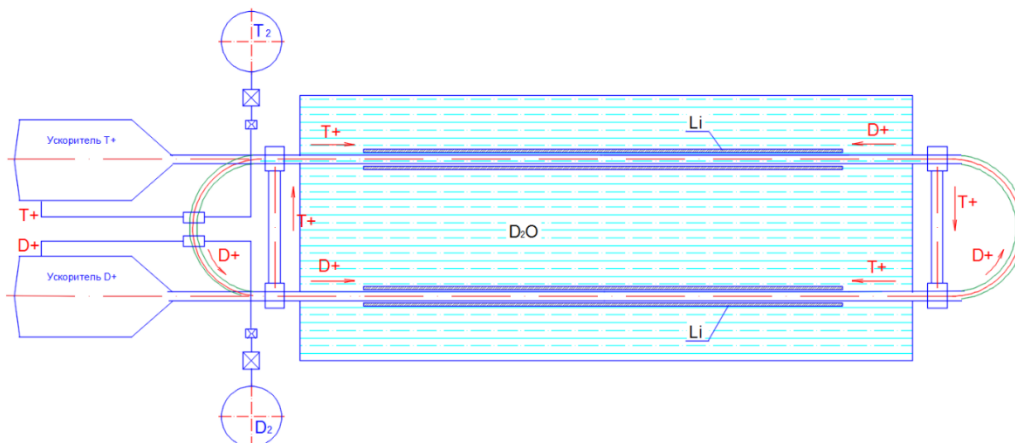 T₂
Ускоритель T+
T+
Li
D+
T+
D+
T+
D+
D₂O
T+
D+
Ускоритель D+
D+
T+
Li
D₂